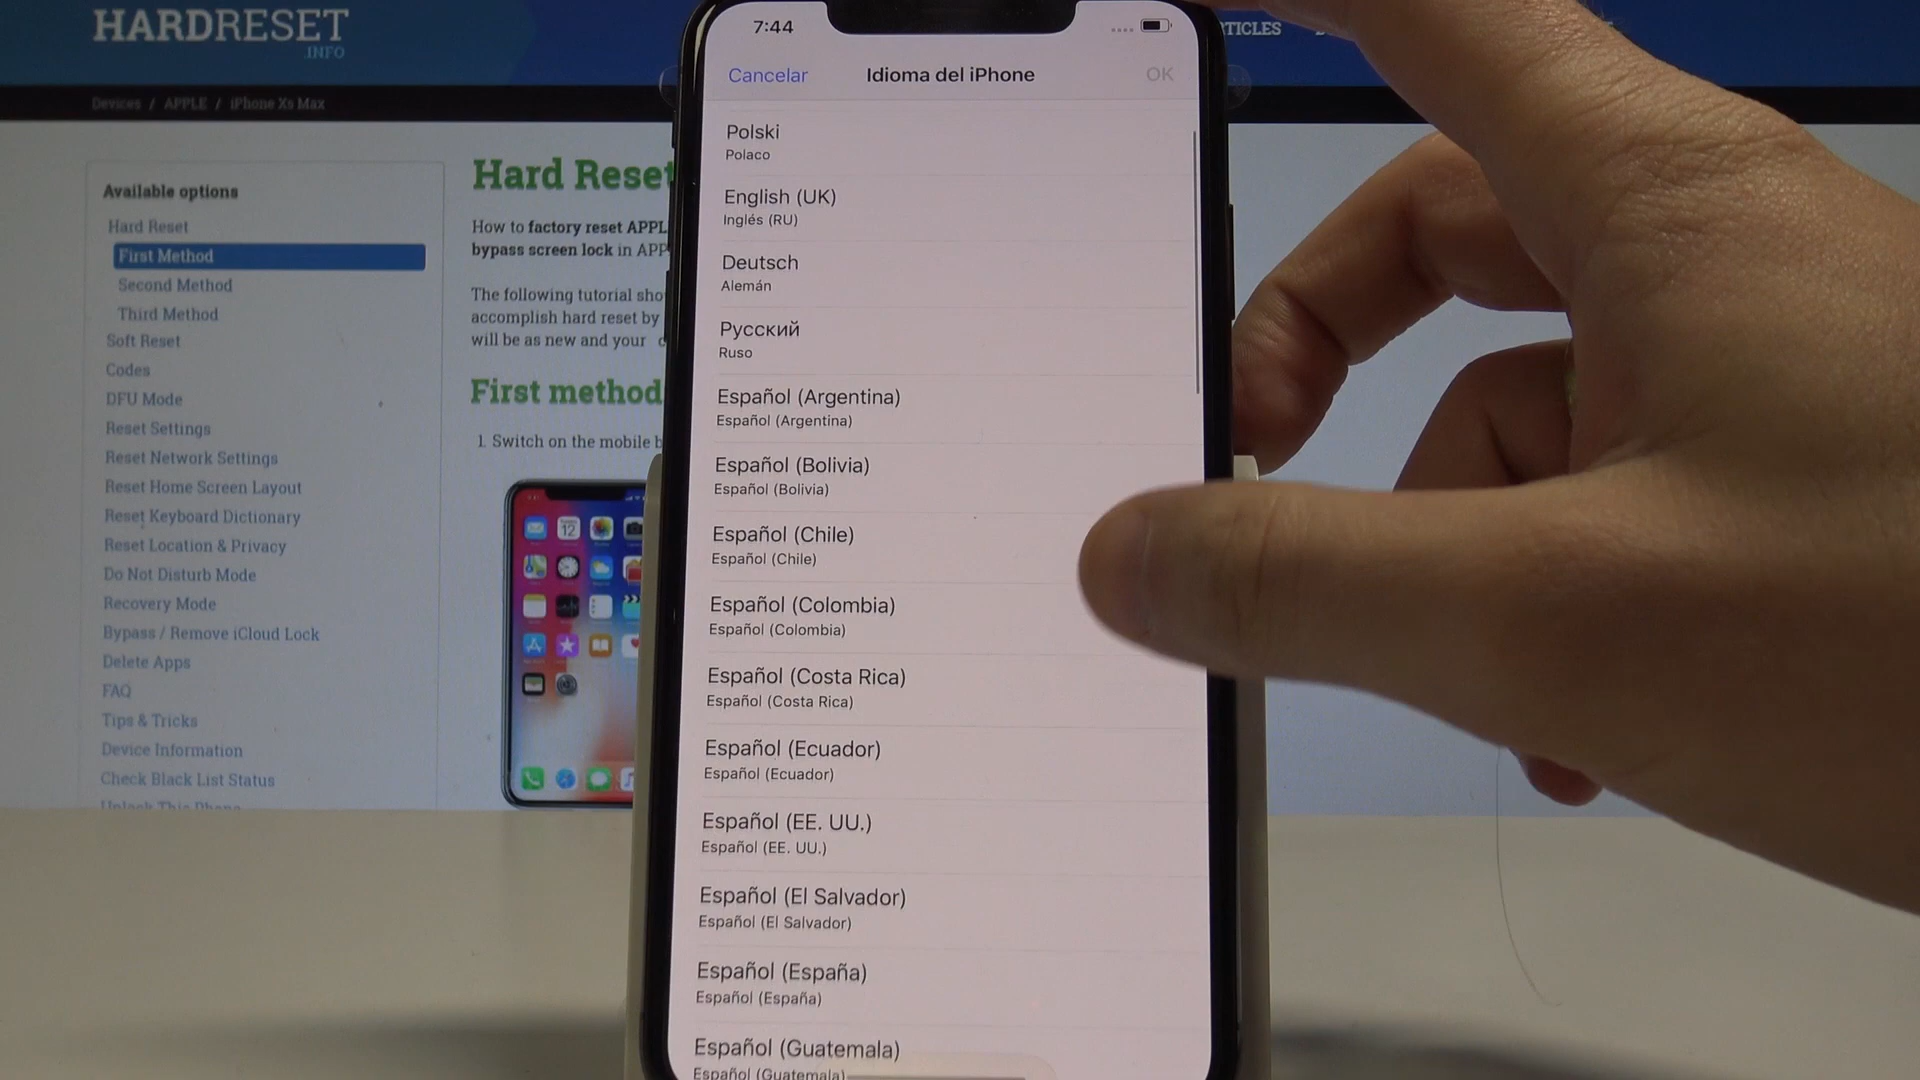 HARDRESET
.INFO
TICLES
Devices / APPLE / iPhone Xs Max
Available options
Hard Reset
First Method
Second Method
Third Method
Soft Reset
Codes
DFU Mode
Reset Settings
Reset Network Settings
Reset Home Screen Layout
Reset Keyboard Dictionary
Reset Location & Privacy
Do Not Disturb Mode
Recovery Mode
Bypass / Remove iCloud Lock
Delete Apps
FAQ
Tips & Tricks
Device Information
Check Black List Status
Unlock This Phone
Hard Reset
How to factory reset APPL
bypass screen lock in APP
The following tutorial sho
accomplish hard reset by
will be as new and your
First method
1. Switch on the mobile b
7:44
Cancelar Idioma del iPhone OK
Polski
Polaco
English (UK)
Inglés (RU)
Deutsch
Alemán
Русский
Ruso
Español (Argentina)
Español (Argentina)
Español (Bolivia)
Español (Bolivia)
Español (Chile)
Español (Chile)
Español (Colombia)
Español (Colombia)
Español (Costa Rica)
Español (Costa Rica)
Español (Ecuador)
Español (Ecuador)
Español (EE. UU.)
Español (EE. UU.)
Español (El Salvador)
Español (El Salvador)
Español (España)
Español (España)
Español (Guatemala)
Español (Guatemala)